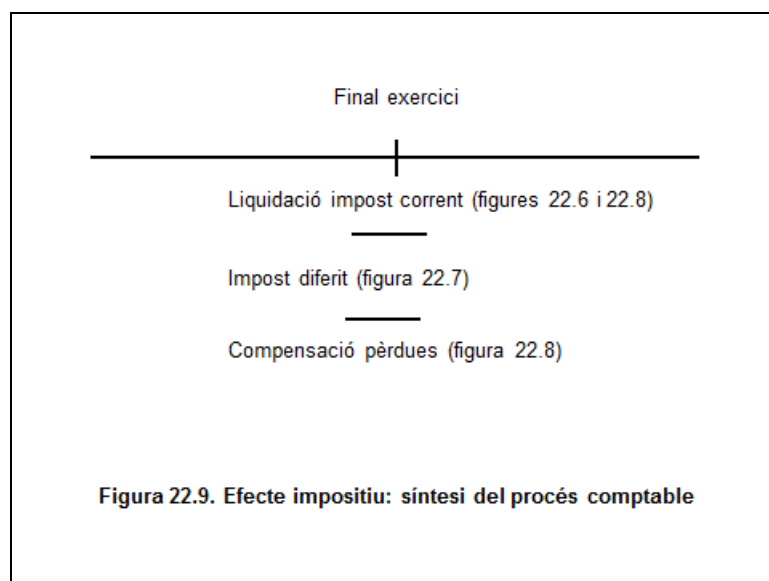 Final exercici
Liquidació impost corrent (figures 22.6 i 22.8)
Impost diferit (figura 22.7)
Compensació pèrdues (figura 22.8)
Figura 22.9. Efecte impositiu: síntesi del procés comptable